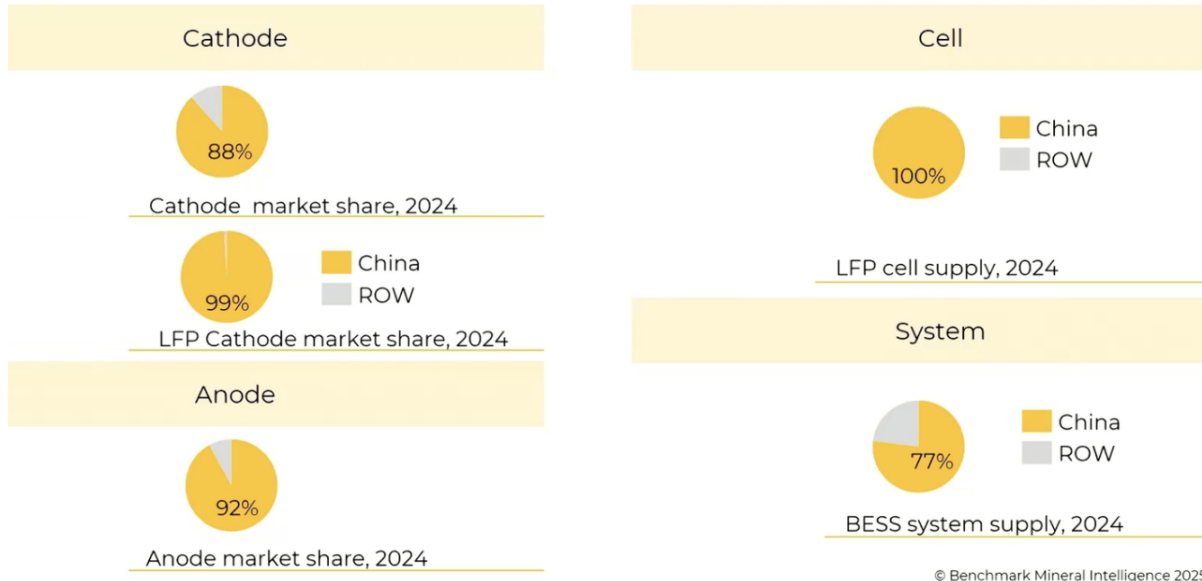 Cathode
88%
Cathode market share, 2024
99%
China
ROW
LFP Cathode market share, 2024
Anode
92%
Anode market share, 2024
Cell
100%
China
ROW
LFP cell supply, 2024
System
77%
China
ROW
BESS system supply, 2024
© Benchmark Mineral Intelligence 2025